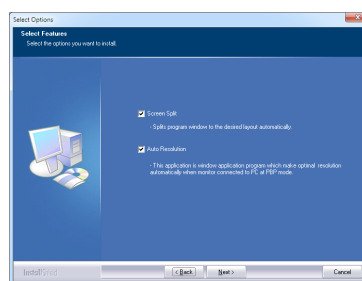 Select Options
Select Features
Select the options you want to install.
Screen Split
- Splits program window to the desired layout automatically.
Auto Resolution
- This application is window application program which make optimal resolution
automatically when monitor connected to PC at PBP mode.
InstallShield
< Back
Next >
Cancel